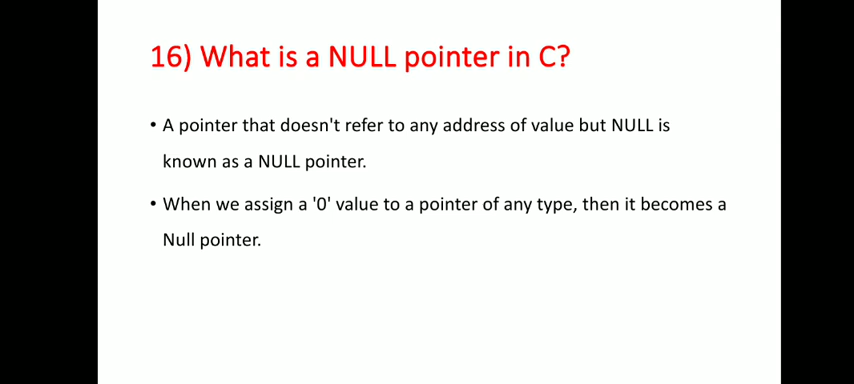 16) What is a NULL pointer in C?
• A pointer that doesn't refer to any address of value but NULL is
known as a NULL pointer.
• When we assign a '0' value to a pointer of any type, then it becomes a
Null pointer.